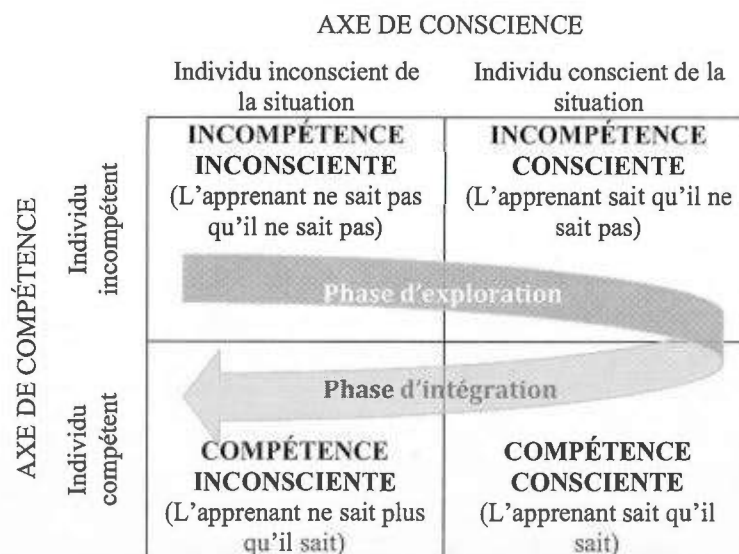 AXE DE CONSCIENCE
Individu inconscient de
la situation
Individu conscient de la
situation
AXE DE COMPÉTENCE
Individu
incompétent
INCOMPÉTENCE
INCONSCIENTE
(L'apprenant ne sait pas
qu'il ne sait pas)
INCOMPÉTENCE
CONSCIENTE
(L'apprenant sait qu'il ne
sait pas)
Phase d'exploration
Phase d'intégration
Individu
compétent
COMPÉTENCE
INCONSCIENTE
(L'apprenant ne sait plus
qu'il sait)
COMPÉTENCE
CONSCIENTE
(L'apprenant sait qu'il
sait)